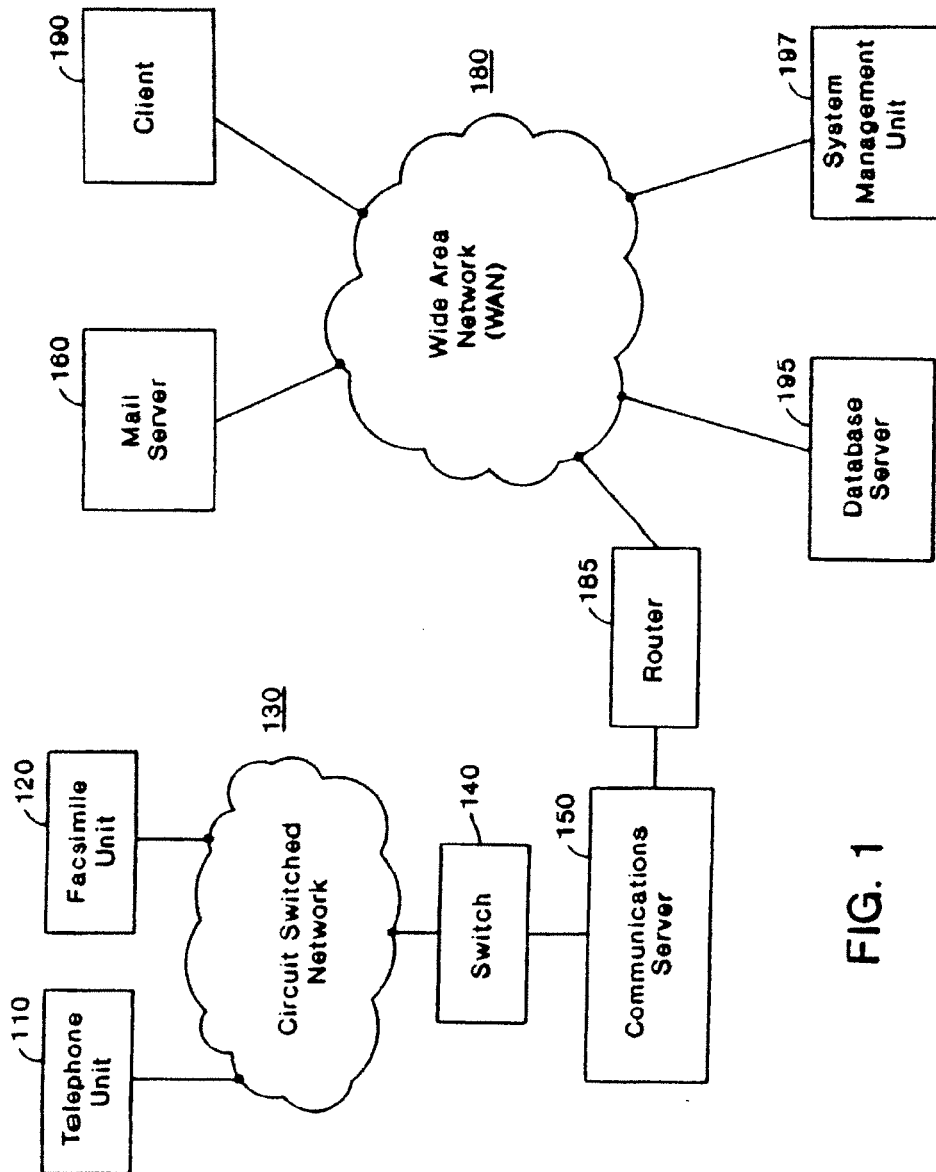 110
Telephone
Unit
120
Facsimile
Unit
130
Circuit Switched
Network
140
Switch
150
Communications
Server
185
Router
160
Mail
Server
190
Client
180
Wide Area
Network
(WAN)
195
Database
Server
197
System
Management
Unit
FIG. 1